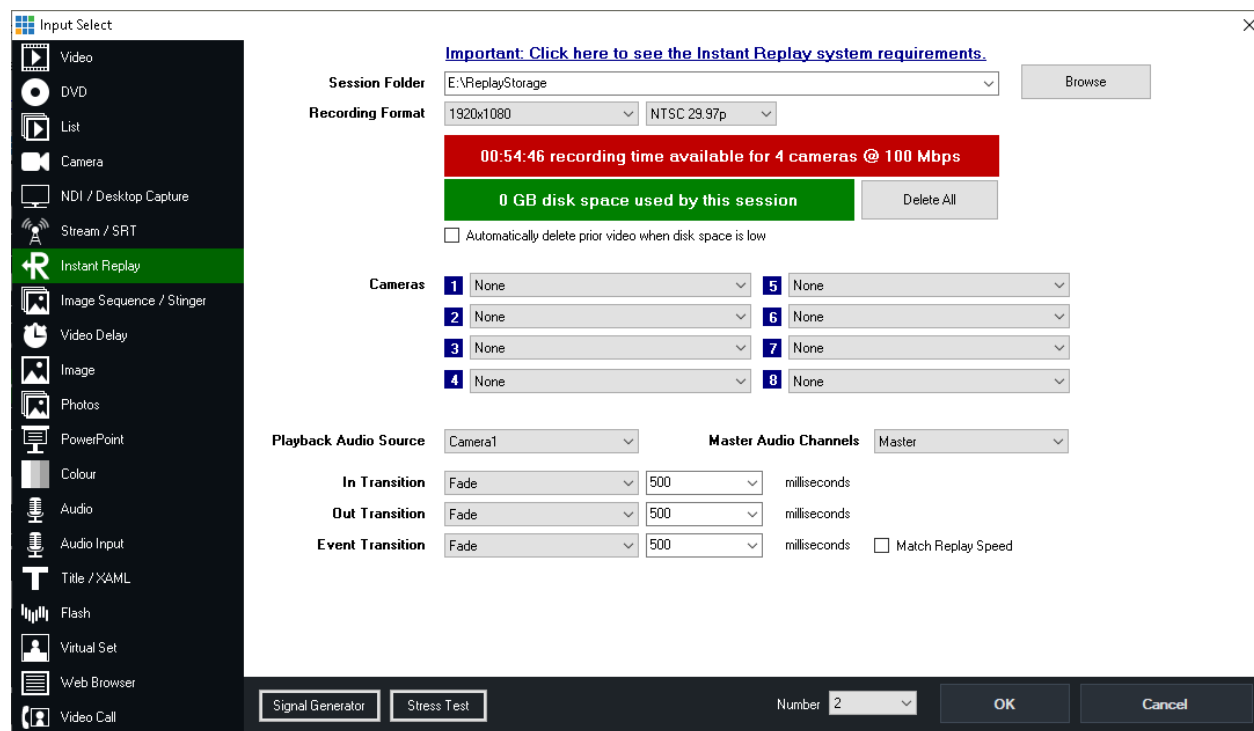 Input Select
Video
DVD
List
Camera
NDI / Desktop Capture
Stream / SRT
Instant Replay
Image Sequence / Stinger
Video Delay
Image
Photos
PowerPoint
Colour
Audio
Audio Input
Title / XAML
Flash
Virtual Set
Web Browser
Video Call
Important: Click here to see the Instant Replay system requirements.
Session Folder E:\ReplayStorage Browse
Recording Format 1920x1080 NTSC 29.97p
00:54:46 recording time available for 4 cameras @ 100 Mbps
0 GB disk space used by this session Delete All
Automatically delete prior video when disk space is low
Cameras 1 None 5 None
2 None 6 None
3 None 7 None
4 None 8 None
Playback Audio Source Camera1 Master Audio Channels Master
In Transition Fade 500 milliseconds
Out Transition Fade 500 milliseconds
Event Transition Fade 500 milliseconds Match Replay Speed
Signal Generator Stress Test Number 2 OK Cancel